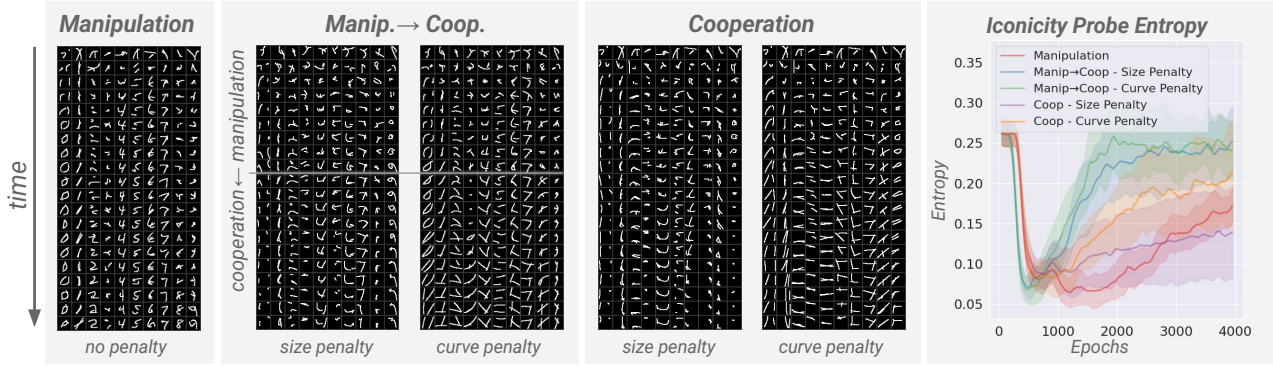 Manipulation
time
no penalty
Manip.→ Coop.
cooperation ← manipulation
size penalty
curve penalty
Cooperation
size penalty
curve penalty
Iconicity Probe Entropy
Manipulation
Manip→Coop - Size Penalty
Manip→Coop - Curve Penalty
Coop - Size Penalty
Coop - Curve Penalty
Entropy
0.35
0.30
0.25
0.20
0.15
0.10
0.05
0
1000
2000
3000
4000
Epochs